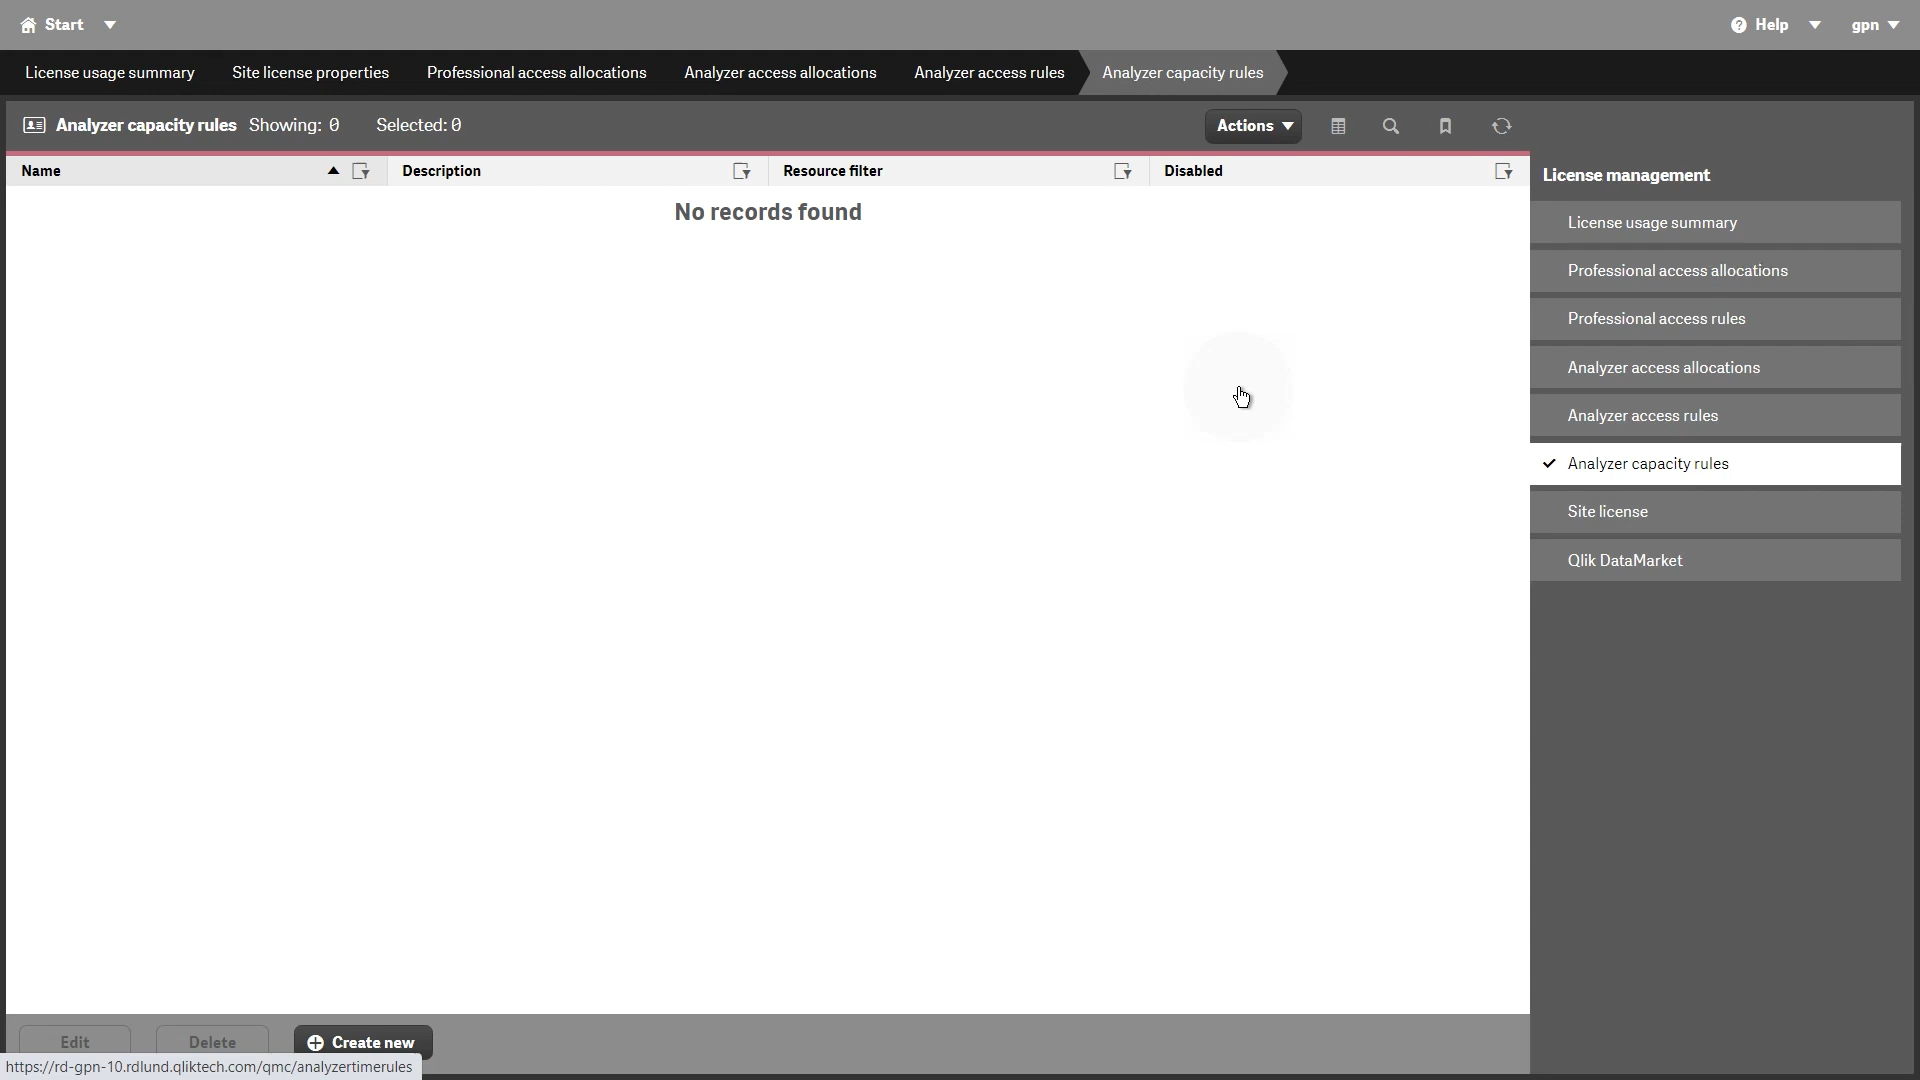 Start
Help
gpn
License usage summary
Site license properties
Professional access allocations
Analyzer access allocations
Analyzer access rules
Analyzer capacity rules
Analyzer capacity rules Showing: 0 Selected: 0
Actions
Name
Description
Resource filter
Disabled
No records found
License management
License usage summary
Professional access allocations
Professional access rules
Analyzer access allocations
Analyzer access rules
Analyzer capacity rules
Site license
Qlik DataMarket
Edit
Delete
Create new
https://rd-gpn-10.rdlund.qliktech.com/qmc/analyzertimerules